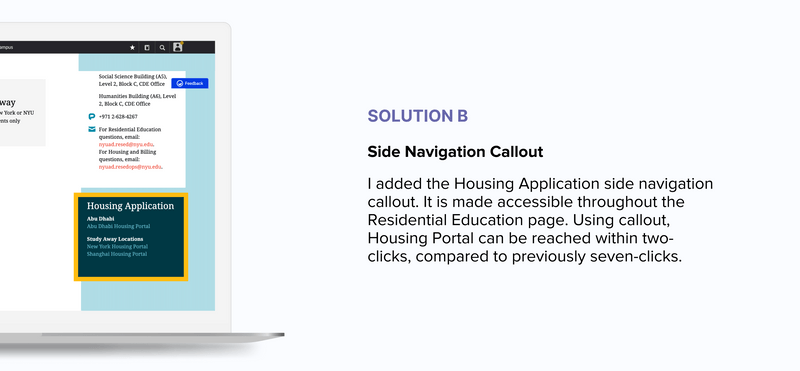 ampus
Social Science Building (A5),
Level 2, Block C, CDE Office
Feedback
Humanities Building (A6), Level
2, Block C, CDE Office
way
w York or NYU
ents only
+971 2-628-4267
For Residential Education
questions, email:
nyuad.resed@nyu.edu.
For Housing and Billing
questions, email:
nyuad.resedops@nyu.edu.
Housing Application
Abu Dhabi
Abu Dhabi Housing Portal
Study Away Locations
New York Housing Portal
Shanghai Housing Portal
SOLUTION B
Side Navigation Callout
I added the Housing Application side navigation
callout. It is made accessible throughout the
Residential Education page. Using callout,
Housing Portal can be reached within two-
clicks, compared to previously seven-clicks.